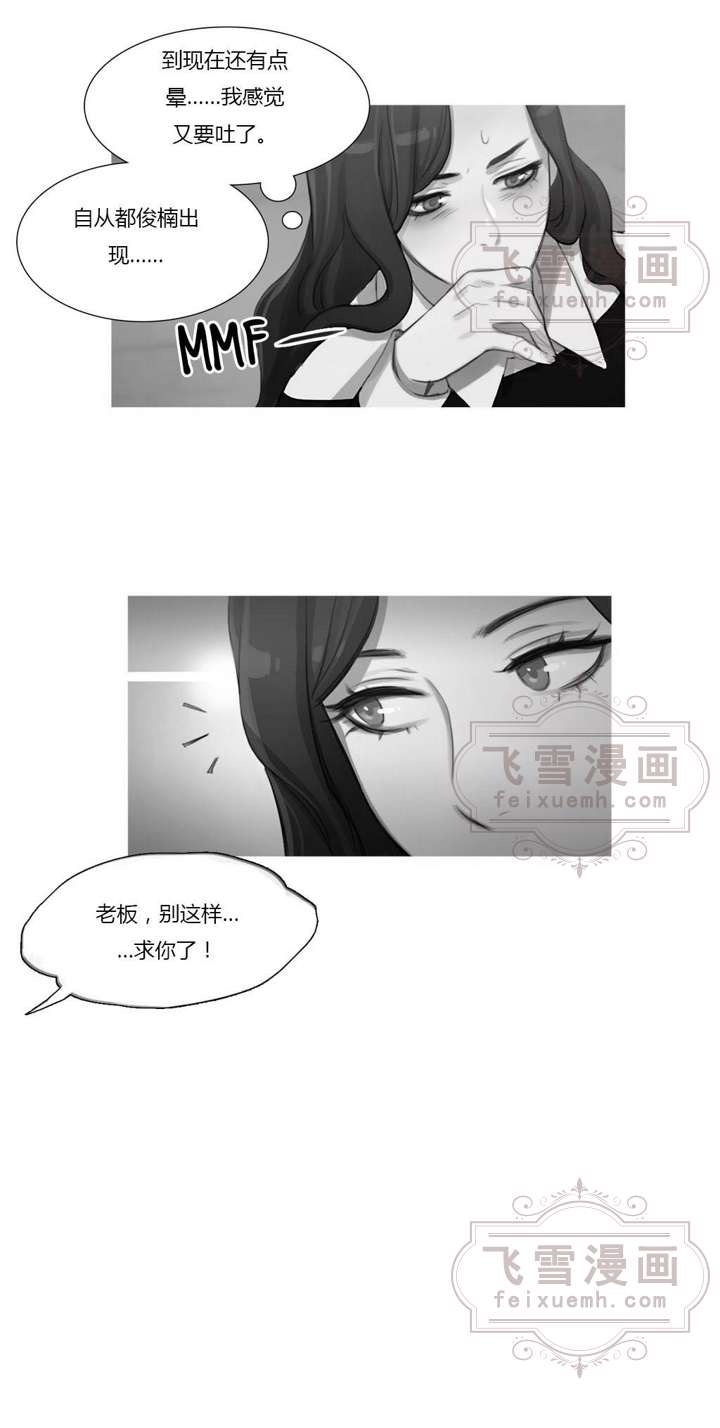 到现在还有点
晕......我感觉
又要吐了。
自从都俊楠出
现......
MMF
飞雪漫画
feixuemh.com
飞雪漫画
feixuemh.com
老板，别这样...
...求你了！
飞雪漫画
feixuemh.com